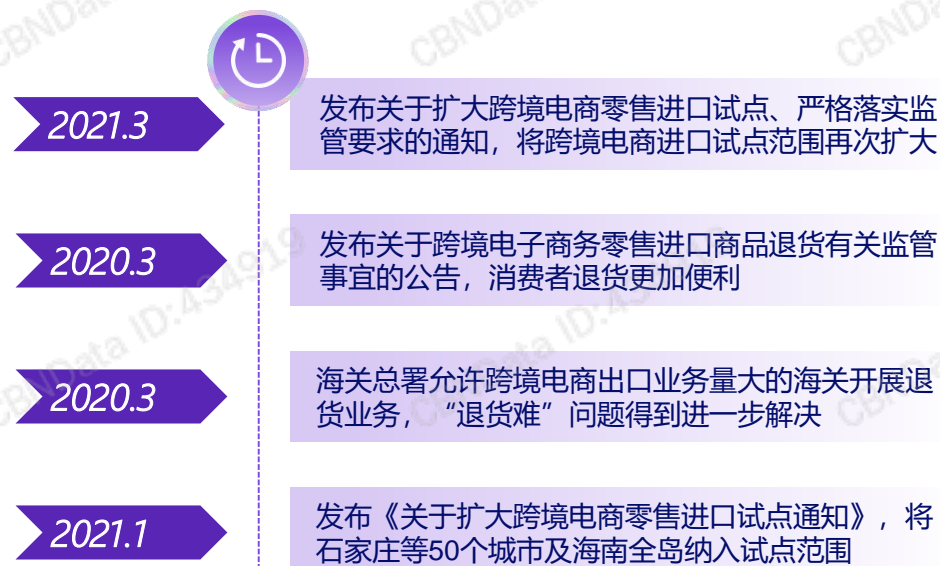 2021.3
发布关于扩大跨境电商零售进口试点、严格落实监
管要求的通知，将跨境电商进口试点范围再次扩大
2020.3
发布关于跨境电子商务零售进口商品退货有关监管
事宜的公告，消费者退货更加便利
2020.3
海关总署允许跨境电商出口业务量大的海关开展退
货业务，“退货难”问题得到进一步解决
2021.1
发布《关于扩大跨境电商零售进口试点通知》，将
石家庄等50个城市及海南全岛纳入试点范围
CBNData ID:434919